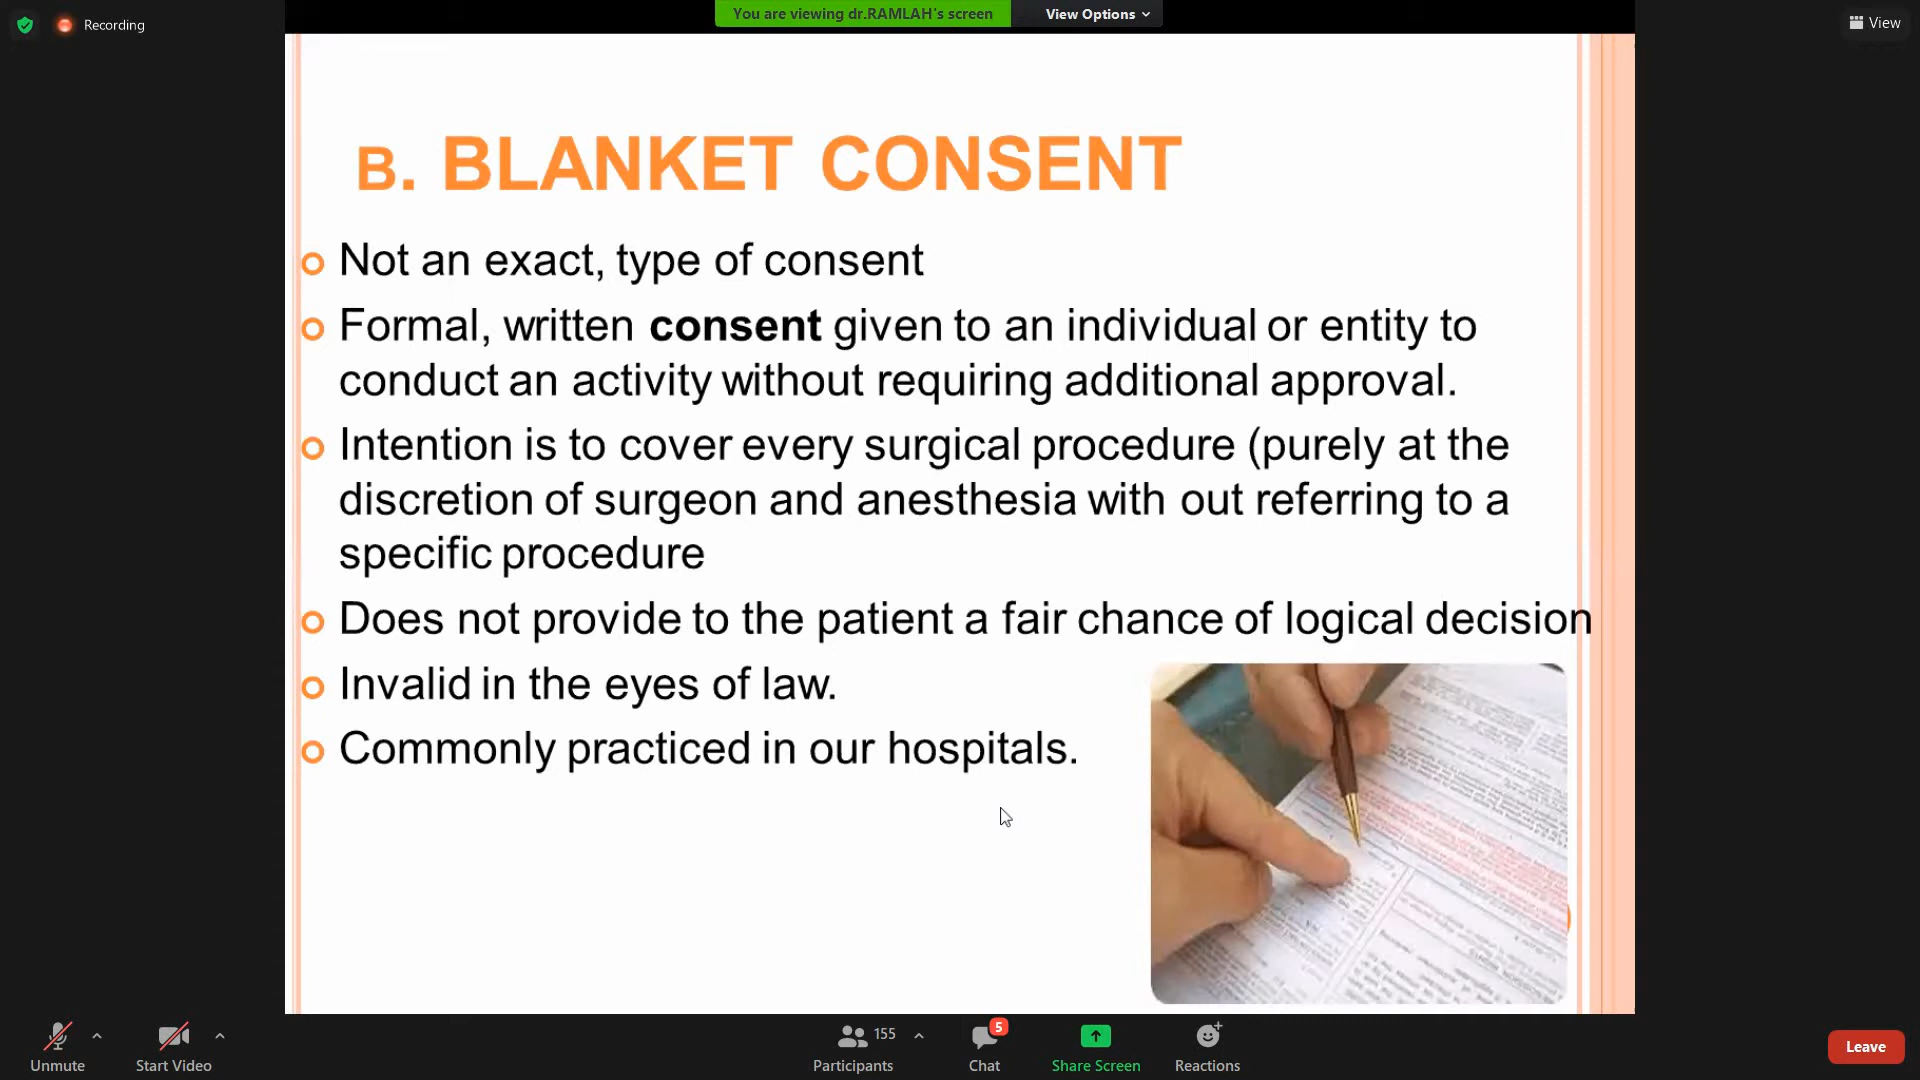 Recording
You are viewing dr.RAMLAH's screen
View Options
View
B. BLANKET CONSENT
Not an exact, type of consent
Formal, written consent given to an individual or entity to
conduct an activity without requiring additional approval.
Intention is to cover every surgical procedure (purely at the
discretion of surgeon and anesthesia with out referring to a
specific procedure
Does not provide to the patient a fair chance of logical decision
Invalid in the eyes of law.
Commonly practiced in our hospitals.
Unmute
Start Video
155
Participants
5
Chat
Share Screen
Reactions
Leave